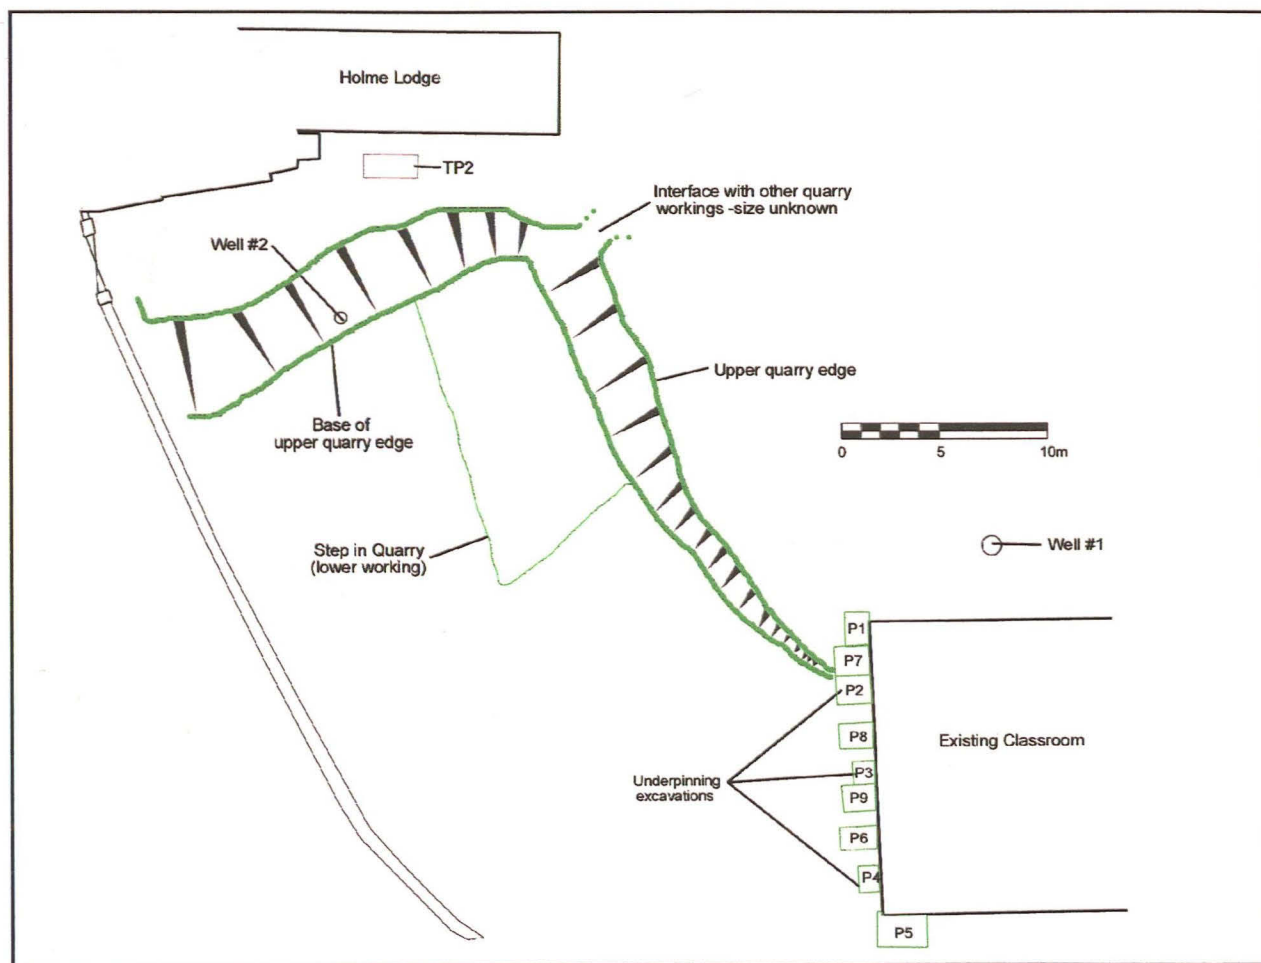 Holme Lodge
TP2
Interface with other quarry
workings -size unknown
Well #2
Upper quarry edge
Base of
upper quarry edge
0 5 10m
Step in Quarry
(lower working)
Well #1
P1
P7
P2
P8
Existing Classroom
P3
Underpinning
excavations
P9
P6
P4
P5